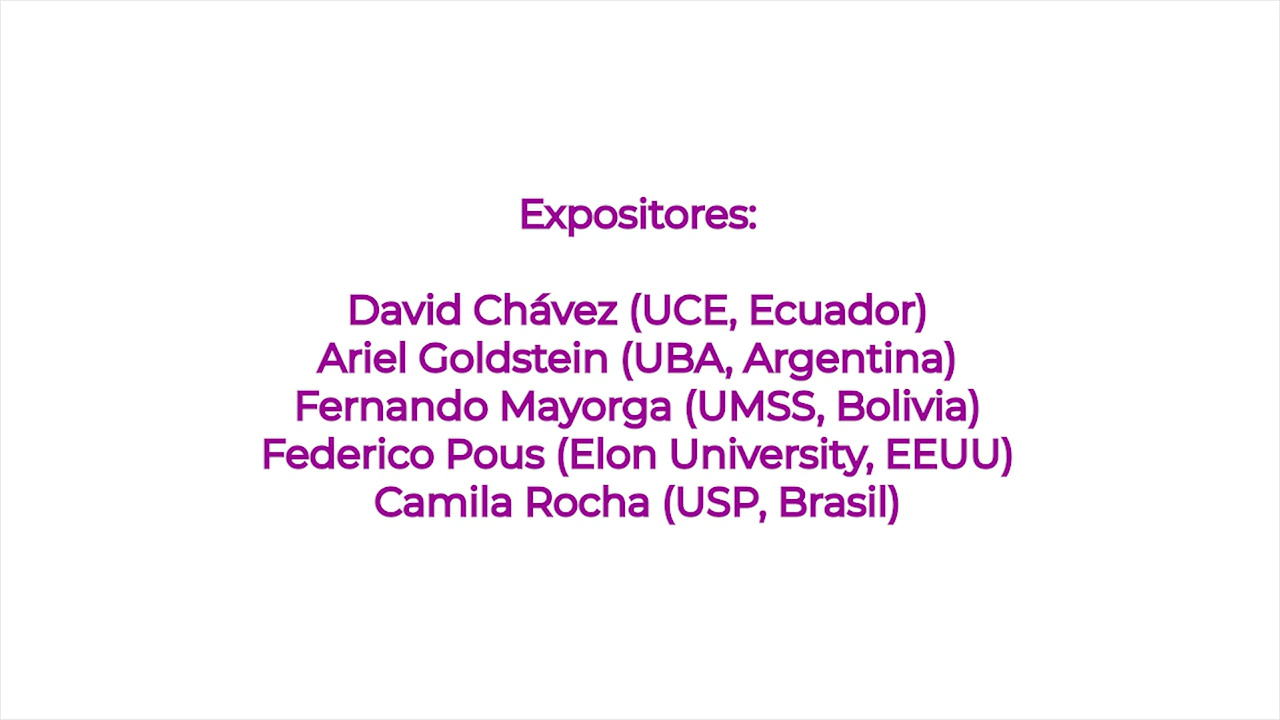 Expositores:
David Chávez (UCE, Ecuador)
Ariel Goldstein (UBA, Argentina)
Fernando Mayorga (UMSS, Bolivia)
Federico Pous (Elon University, EEUU)
Camila Rocha (USP, Brasil)